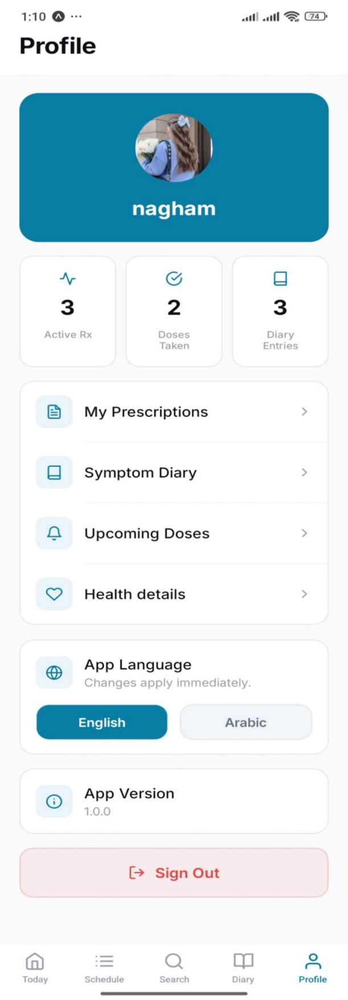 1:10
74
Profile
nagham
3
Active Rx
2
Doses
Taken
3
Diary
Entries
My Prescriptions
Symptom Diary
Upcoming Doses
Health details
App Language
Changes apply immediately.
English
Arabic
App Version
1.0.0
Sign Out
Today
Schedule
Search
Diary
Profile